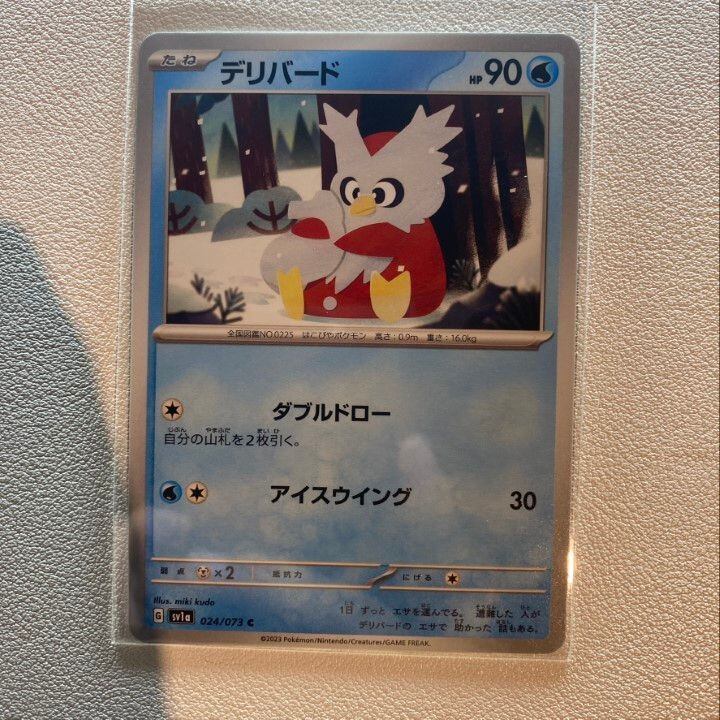 たね デリバード HP 90
全国図鑑NO.0225 はこびやポケモン 高さ:0.9m 重さ:16.0kg
ダブルドロー
自分の山札を2枚引く。
アイスウイング 30
弱点 ×2 抵抗力 にげる
Illus. miki kudo
1日 ずっと エサを運んでる。 遭難した 人が
デリバードの エサで 助かった 話もある。
G sv1a 024/073 C
©2023 Pokémon/Nintendo/Creatures/GAME FREAK.